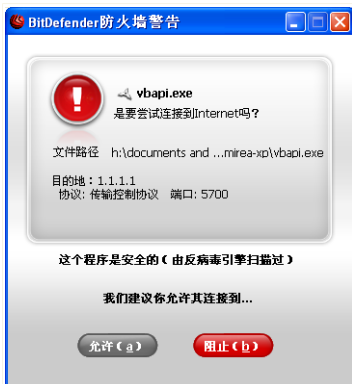 BitDefender防火墙警告
vbapi.exe
是要尝试连接到Internet吗？
文件路径 h:\documents and ...mirea-xp\vbapi.exe
目的地：1.1.1.1
协议: 传输控制协议 端口: 5700
这个程序是安全的（由反病毒引擎扫描过）
我们建议你允许其连接到...
允许（a） 阻止（b）